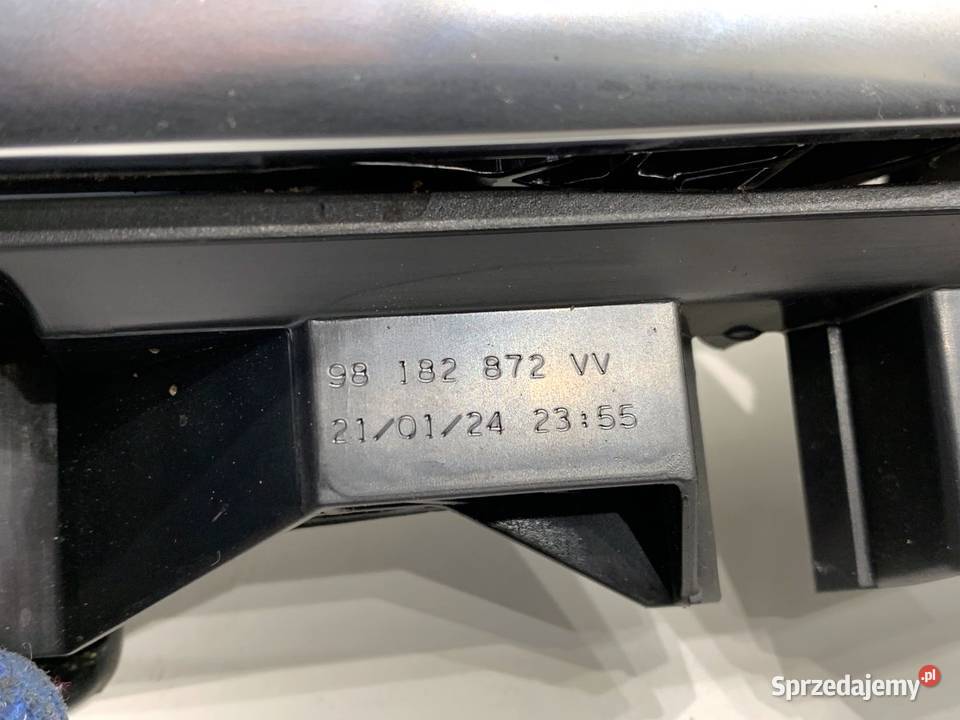 98 182 872 VV
21/01/24 23:55
Sprzedajemy.pl